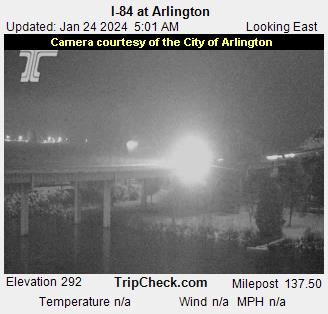 I-84 at Arlington
Updated: Jan 24 2024 5:01 AM Looking East
Camera courtesy of the City of Arlington
Elevation 292 TripCheck.com Milepost 137.50
Temperature n/a Wind n/a MPH n/a